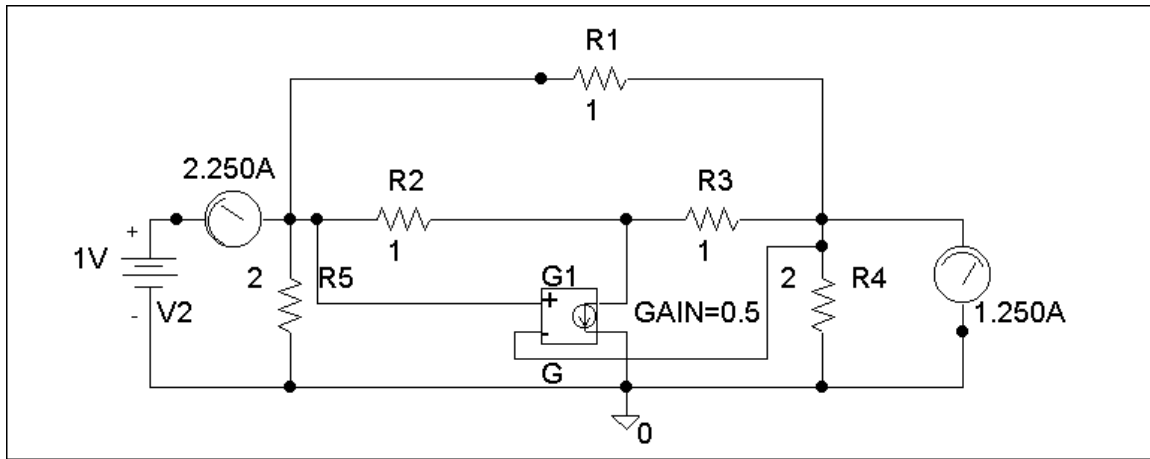 R1
1
2.250A
R2
R3
+
1V
1
1
2
R5
G1
2
R4
+
-
V2
GAIN=0.5
1.250A
-
G
0